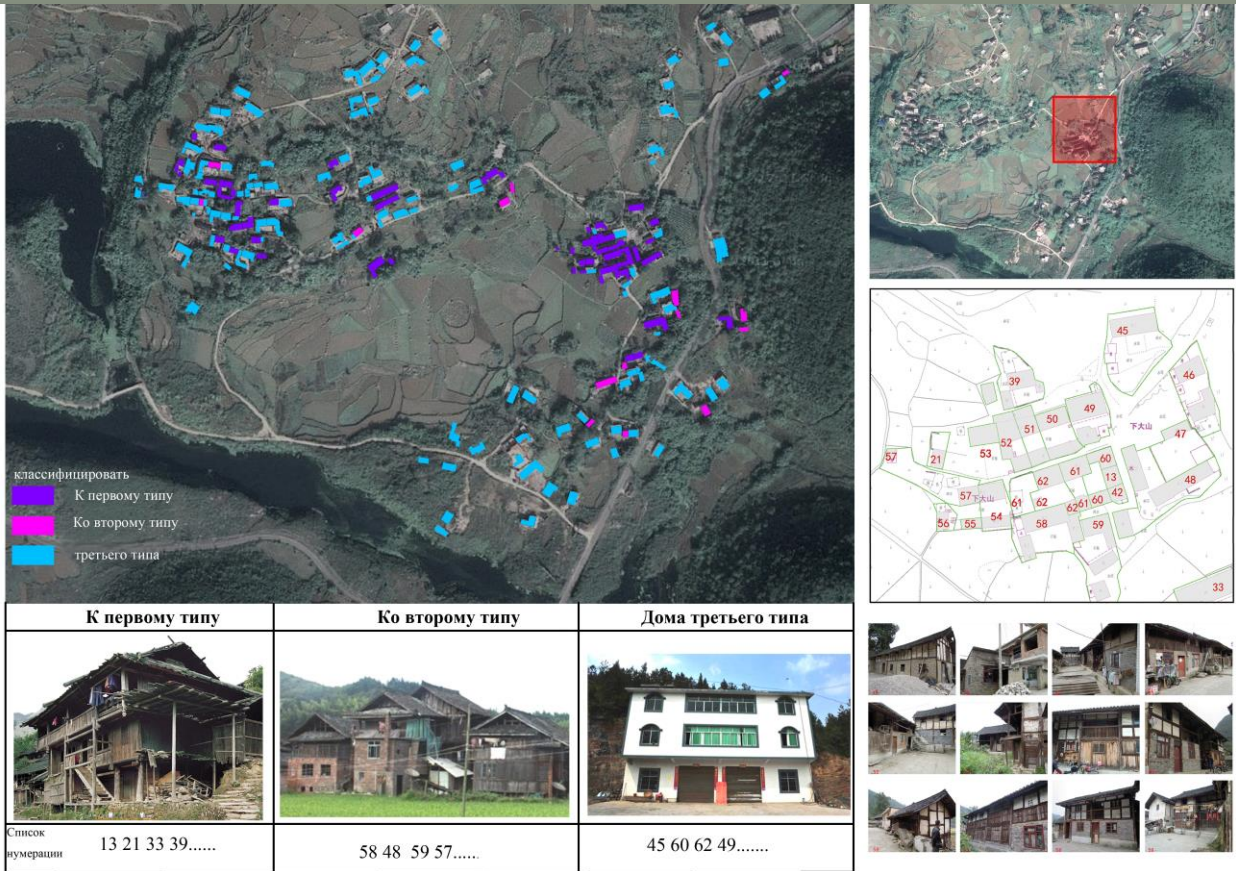 классифицировать
К первому типу
Ко второму типу
третьего типа
К первому типу
Ко второму типу
Дома третьего типа
Список
нумерации
13 21 33 39......
58 48 59 57.....
45 60 62 49.......
45
46
39
49
50
51
下大山
52
53
47
57
21
60
61
13
62
48
57
下大山
61
62
42
60
61
62
54
56
55
58
59
33